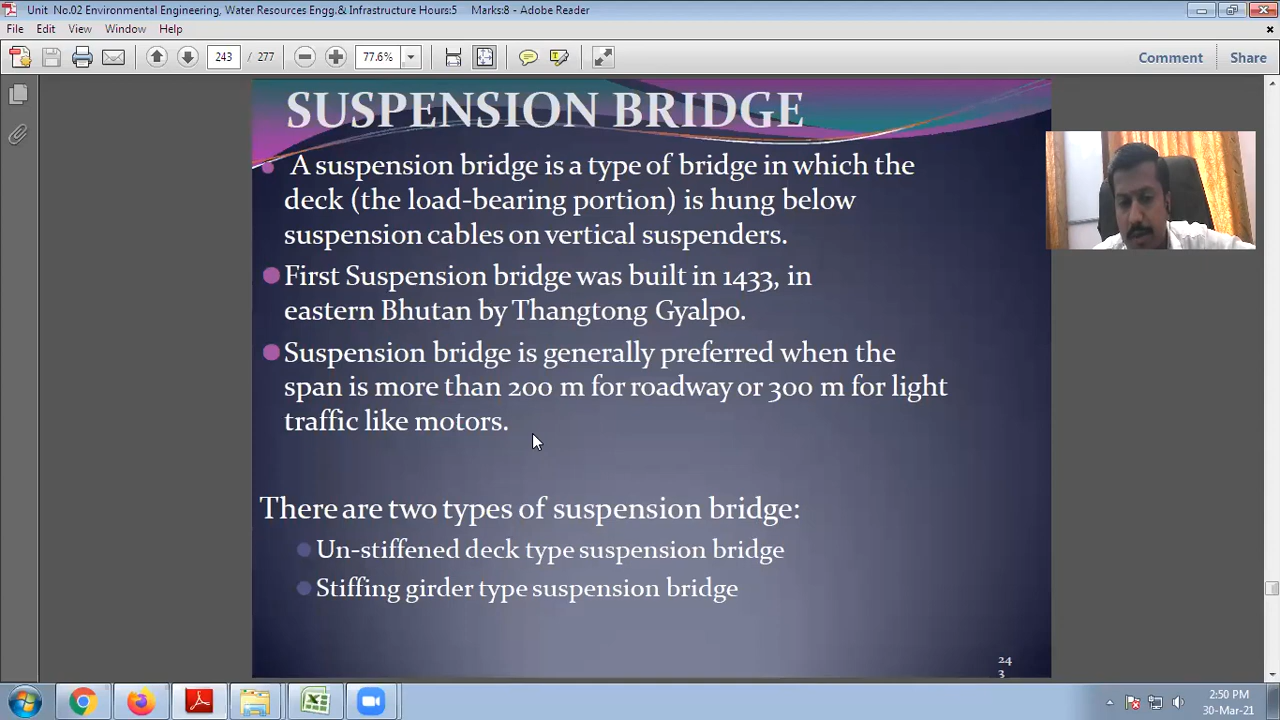 Unit No.02 Environmental Engineering, Water Resources Engg.& Infrastructure Hours:5 Marks:8 - Adobe Reader
File Edit View Window Help
243 / 277 77.6% Comment Share
SUSPENSION BRIDGE
A suspension bridge is a type of bridge in which the
deck (the load-bearing portion) is hung below
suspension cables on vertical suspenders.
First Suspension bridge was built in 1433, in
eastern Bhutan by Thangtong Gyalpo.
Suspension bridge is generally preferred when the
span is more than 200 m for roadway or 300 m for light
traffic like motors.
There are two types of suspension bridge:
Un-stiffened deck type suspension bridge
Stiffing girder type suspension bridge
24
3
2:50 PM
30-Mar-21